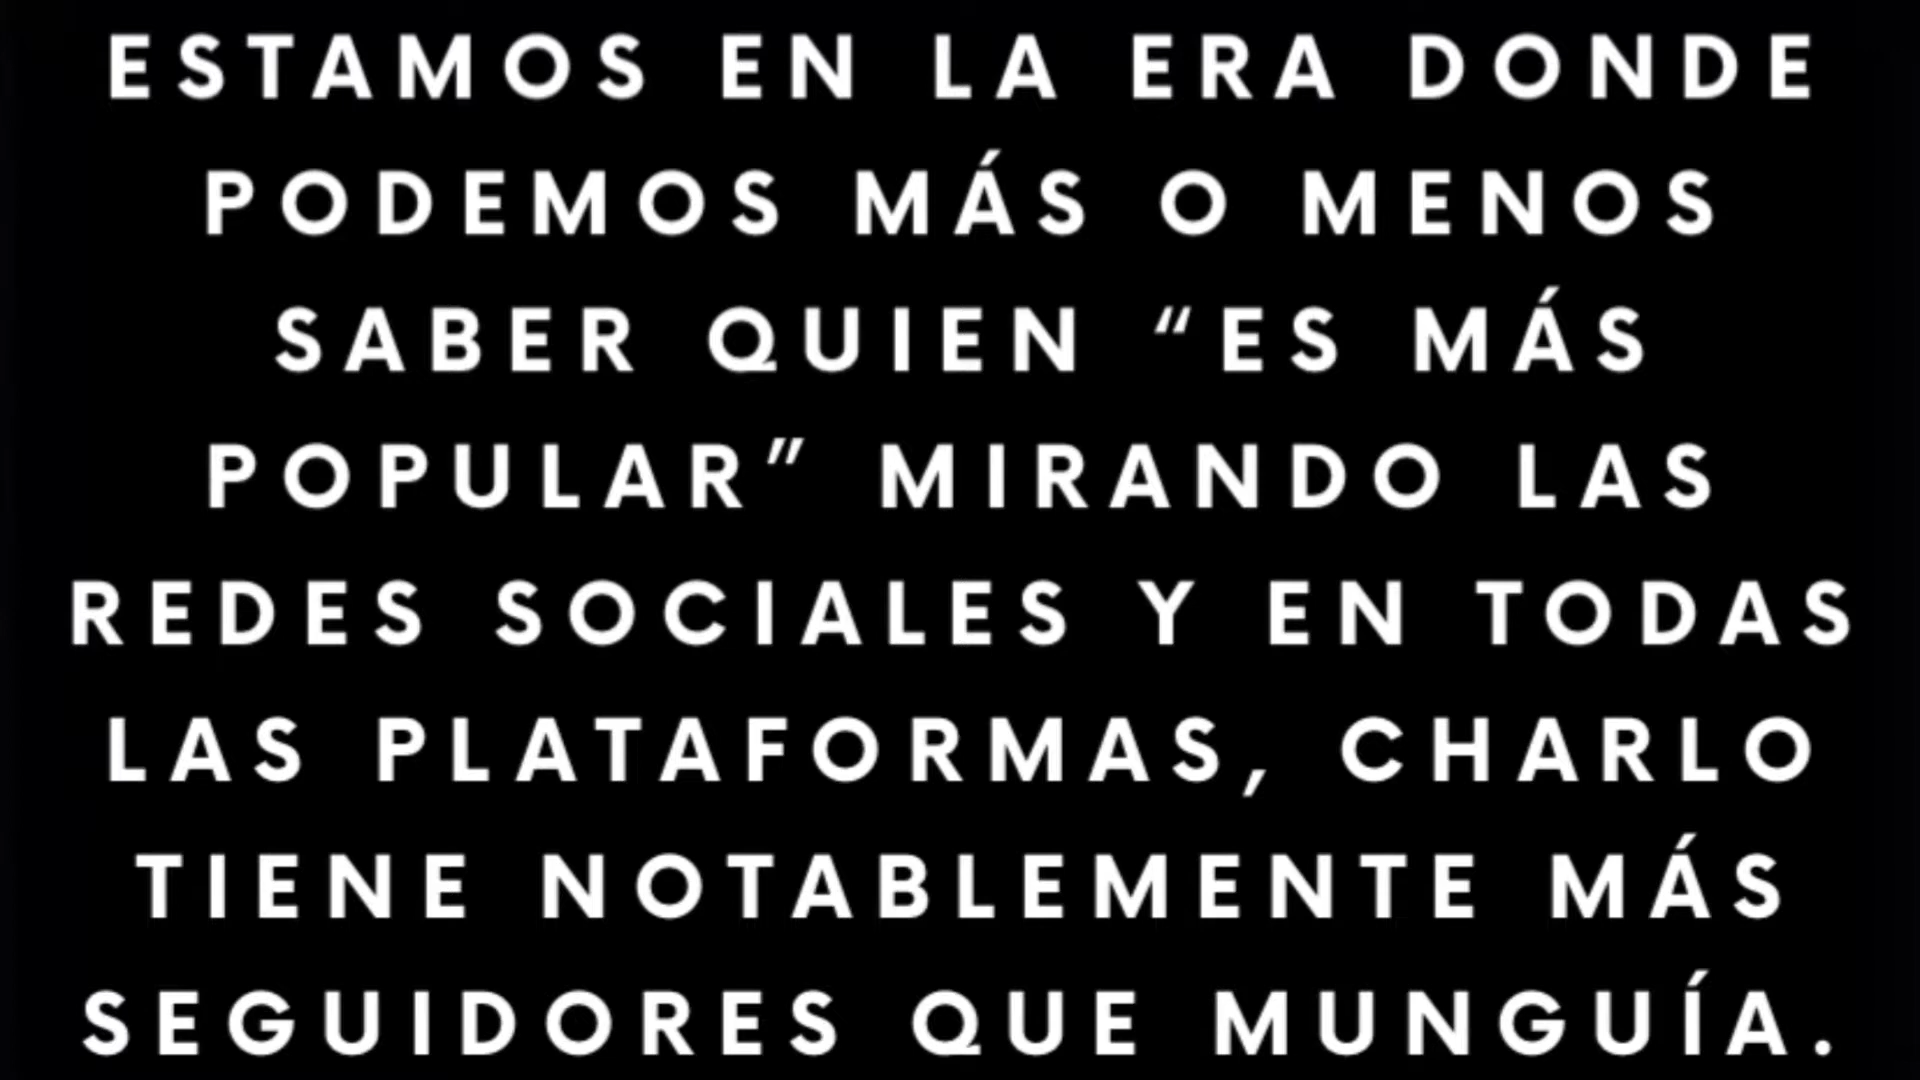 ESTAMOS EN LA ERA DONDE
PODEMOS MÁS O MENOS
SABER QUIEN “ES MÁS
POPULAR” MIRANDO LAS
REDES SOCIALES Y EN TODAS
LAS PLATAFORMAS, CHARLO
TIENE NOTABLEMENTE MÁS
SEGUIDORES QUE MUNGUÍA.